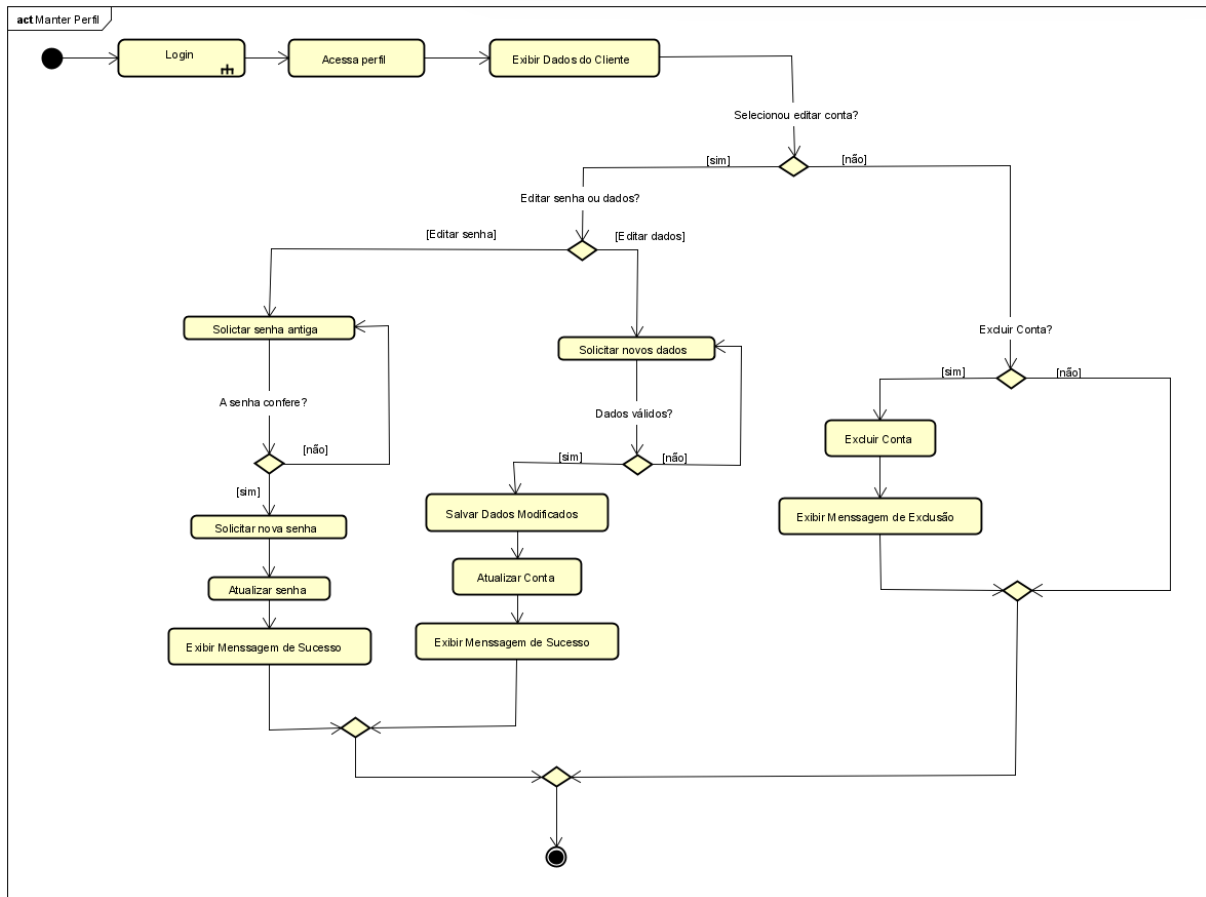 act Manter Perfil
Login
Acessa perfil
Exibir Dados do Cliente
Selecionou editar conta?
[sim]
[não]
Editar senha ou dados?
[Editar senha]
[Editar dados]
Solictar senha antiga
Excluir Conta?
Solicitar novos dados
[sim]
[não]
A senha confere?
Dados válidos?
Excluir Conta
[não]
[sim]
[não]
[sim]
Salvar Dados Modificados
Exibir Menssagem de Exclusão
Solicitar nova senha
Atualizar Conta
Atualizar senha
Exibir Menssagem de Sucesso
Exibir Menssagem de Sucesso